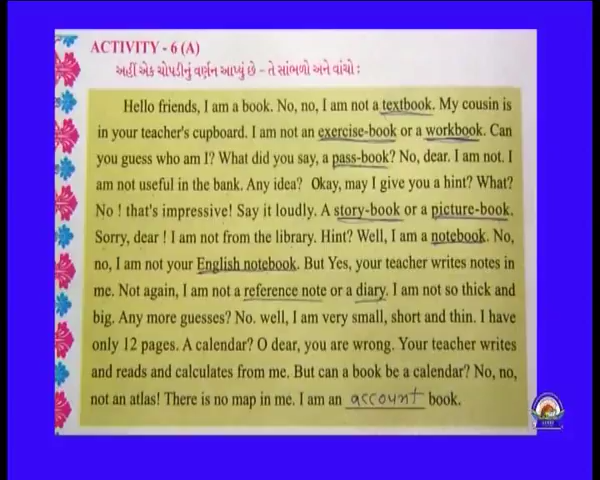 ACTIVITY - 6 (A)
અહીં એક ચોપડીનું વર્ણન આપ્યું છે – તે સાંભળો અને વાંચો :
Hello friends, I am a book. No, no, I am not a textbook. My cousin is
in your teacher's cupboard. I am not an exercise-book or a workbook. Can
you guess who am I? What did you say, a pass-book? No, dear. I am not. I
am not useful in the bank. Any idea? Okay, may I give you a hint? What?
No ! that's impressive! Say it loudly. A story-book or a picture-book.
Sorry, dear ! I am not from the library. Hint? Well, I am a notebook. No,
no, I am not your English notebook. But Yes, your teacher writes notes in
me. Not again, I am not a reference note or a diary. I am not so thick and
big. Any more guesses? No. well, I am very small, short and thin. I have
only 12 pages. A calendar? O dear, you are wrong. Your teacher writes
and reads and calculates from me. But can a book be a calendar? No, no,
not an atlas! There is no map in me. I am an account book.